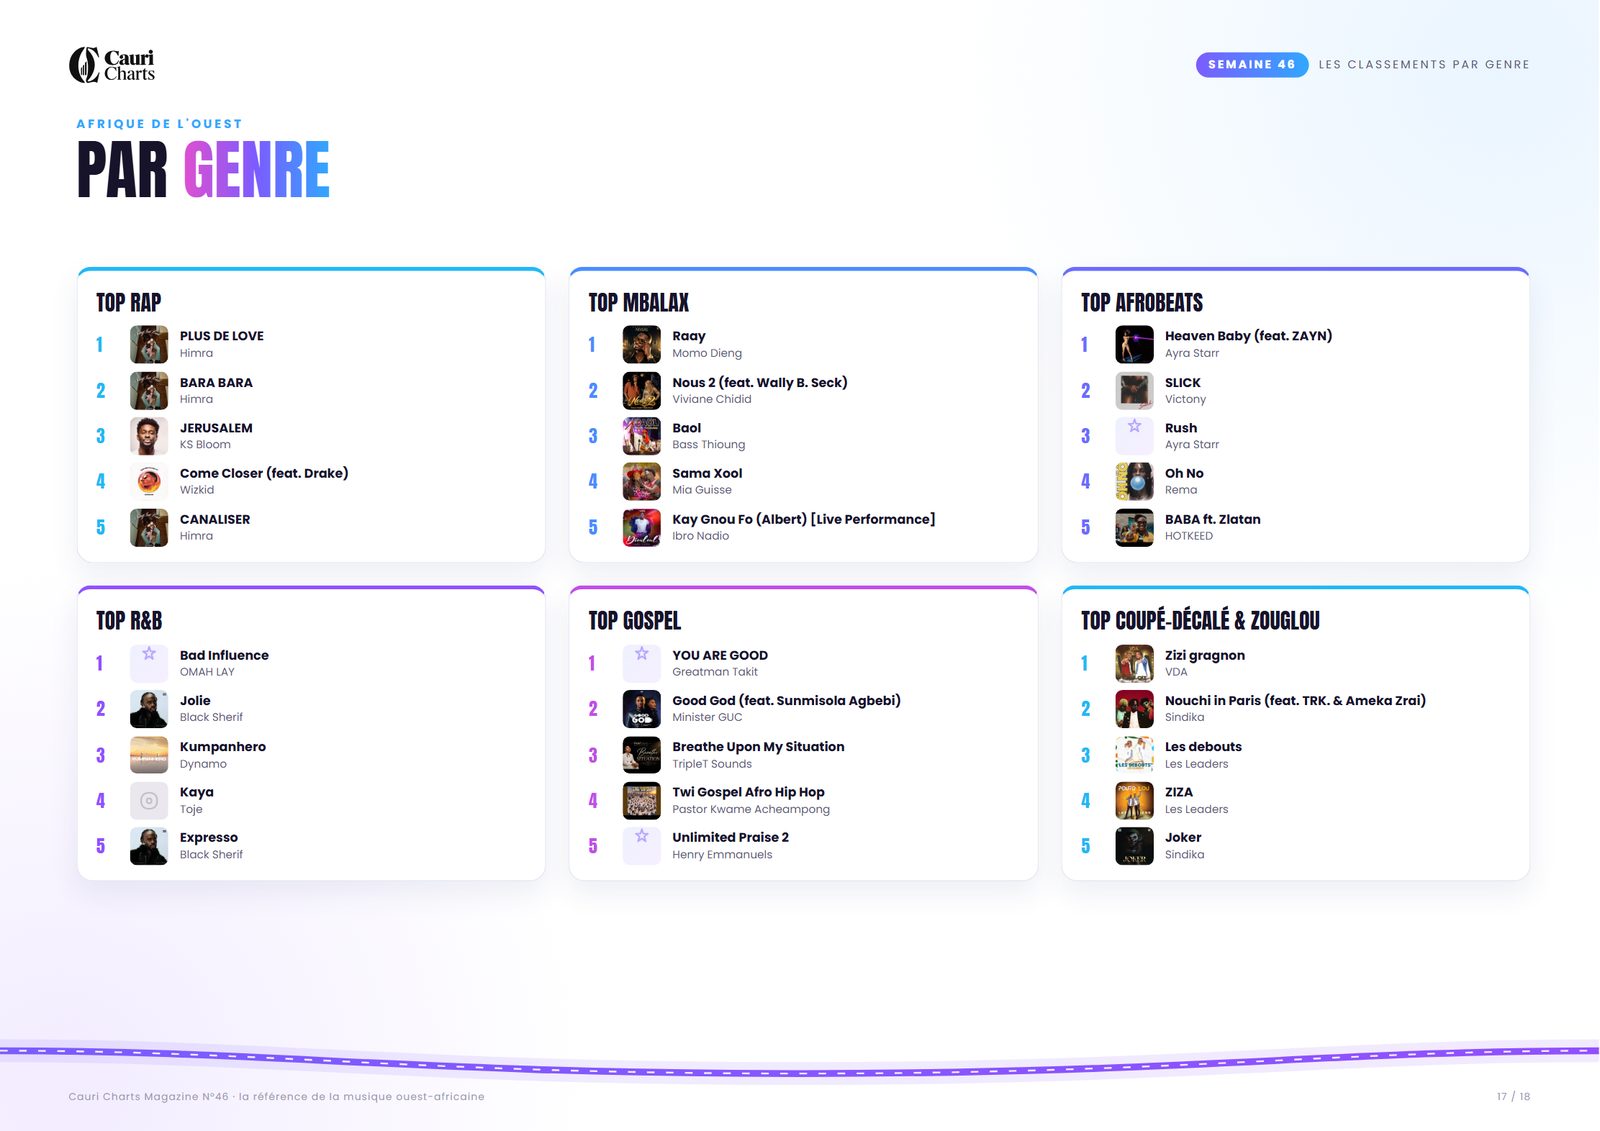 Cauri
Charts
SEMAINE 46
LES CLASSEMENTS PAR GENRE
AFRIQUE DE L'OUEST
PAR GENRE
TOP RAP
1
PLUS DE LOVE
Himra
2
BARA BARA
Himra
3
JERUSALEM
KS Bloom
4
Come Closer (feat. Drake)
Wizkid
5
CANALISER
Himra
TOP MBALAX
1
Raay
Momo Dieng
2
Nous 2 (feat. Wally B. Seck)
Viviane Chidid
3
Baol
Bass Thioung
4
Sama Xool
Mia Guisse
5
Kay Gnou Fo (Albert) [Live Performance]
Ibro Nadio
TOP AFROBEATS
1
Heaven Baby (feat. ZAYN)
Ayra Starr
2
SLICK
Victony
3
Rush
Ayra Starr
4
Oh No
Rema
5
BABA ft. Zlatan
HOTKEED
TOP R&B
1
Bad Influence
OMAH LAY
2
Jolie
Black Sherif
3
Kumpanhero
Dynamo
4
Kaya
Toje
5
Expresso
Black Sherif
TOP GOSPEL
1
YOU ARE GOOD
Greatman Takit
2
Good God (feat. Sunmisola Agbebi)
Minister GUC
3
Breathe Upon My Situation
TripleT Sounds
4
Twi Gospel Afro Hip Hop
Pastor Kwame Acheampong
5
Unlimited Praise 2
Henry Emmanuels
TOP COUPÉ-DÉCALÉ & ZOUGLOU
1
Zizi gragnon
VDA
2
Nouchi in Paris (feat. TRK. & Ameka Zrai)
Sindika
3
Les debouts
Les Leaders
4
ZIZA
Les Leaders
5
Joker
Sindika
Cauri Charts Magazine N°46 · la référence de la musique ouest-africaine
17 / 18